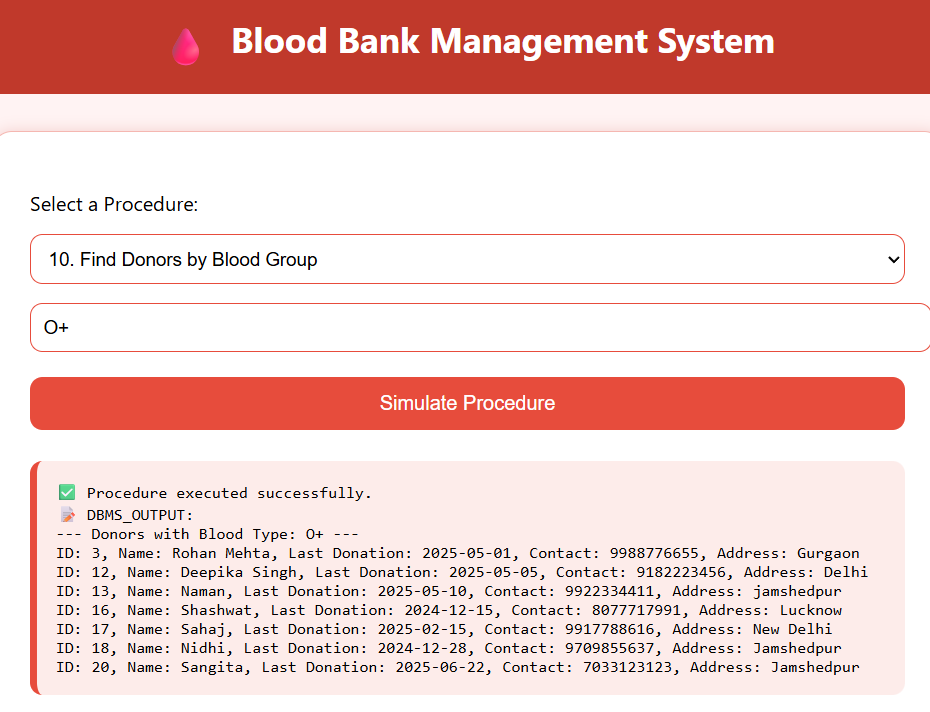 Blood Bank Management System
Select a Procedure:
10. Find Donors by Blood Group
O+
Simulate Procedure
✅ Procedure executed successfully.
📝 DBMS_OUTPUT:
--- Donors with Blood Type: O+ ---
ID: 3, Name: Rohan Mehta, Last Donation: 2025-05-01, Contact: 9988776655, Address: Gurgaon
ID: 12, Name: Deepika Singh, Last Donation: 2025-05-05, Contact: 9182223456, Address: Delhi
ID: 13, Name: Naman, Last Donation: 2025-05-10, Contact: 9922334411, Address: jamshedpur
ID: 16, Name: Shashwat, Last Donation: 2024-12-15, Contact: 8077717991, Address: Lucknow
ID: 17, Name: Sahaj, Last Donation: 2025-02-15, Contact: 9917788616, Address: New Delhi
ID: 18, Name: Nidhi, Last Donation: 2024-12-28, Contact: 9709855637, Address: Jamshedpur
ID: 20, Name: Sangita, Last Donation: 2025-06-22, Contact: 7033123123, Address: Jamshedpur